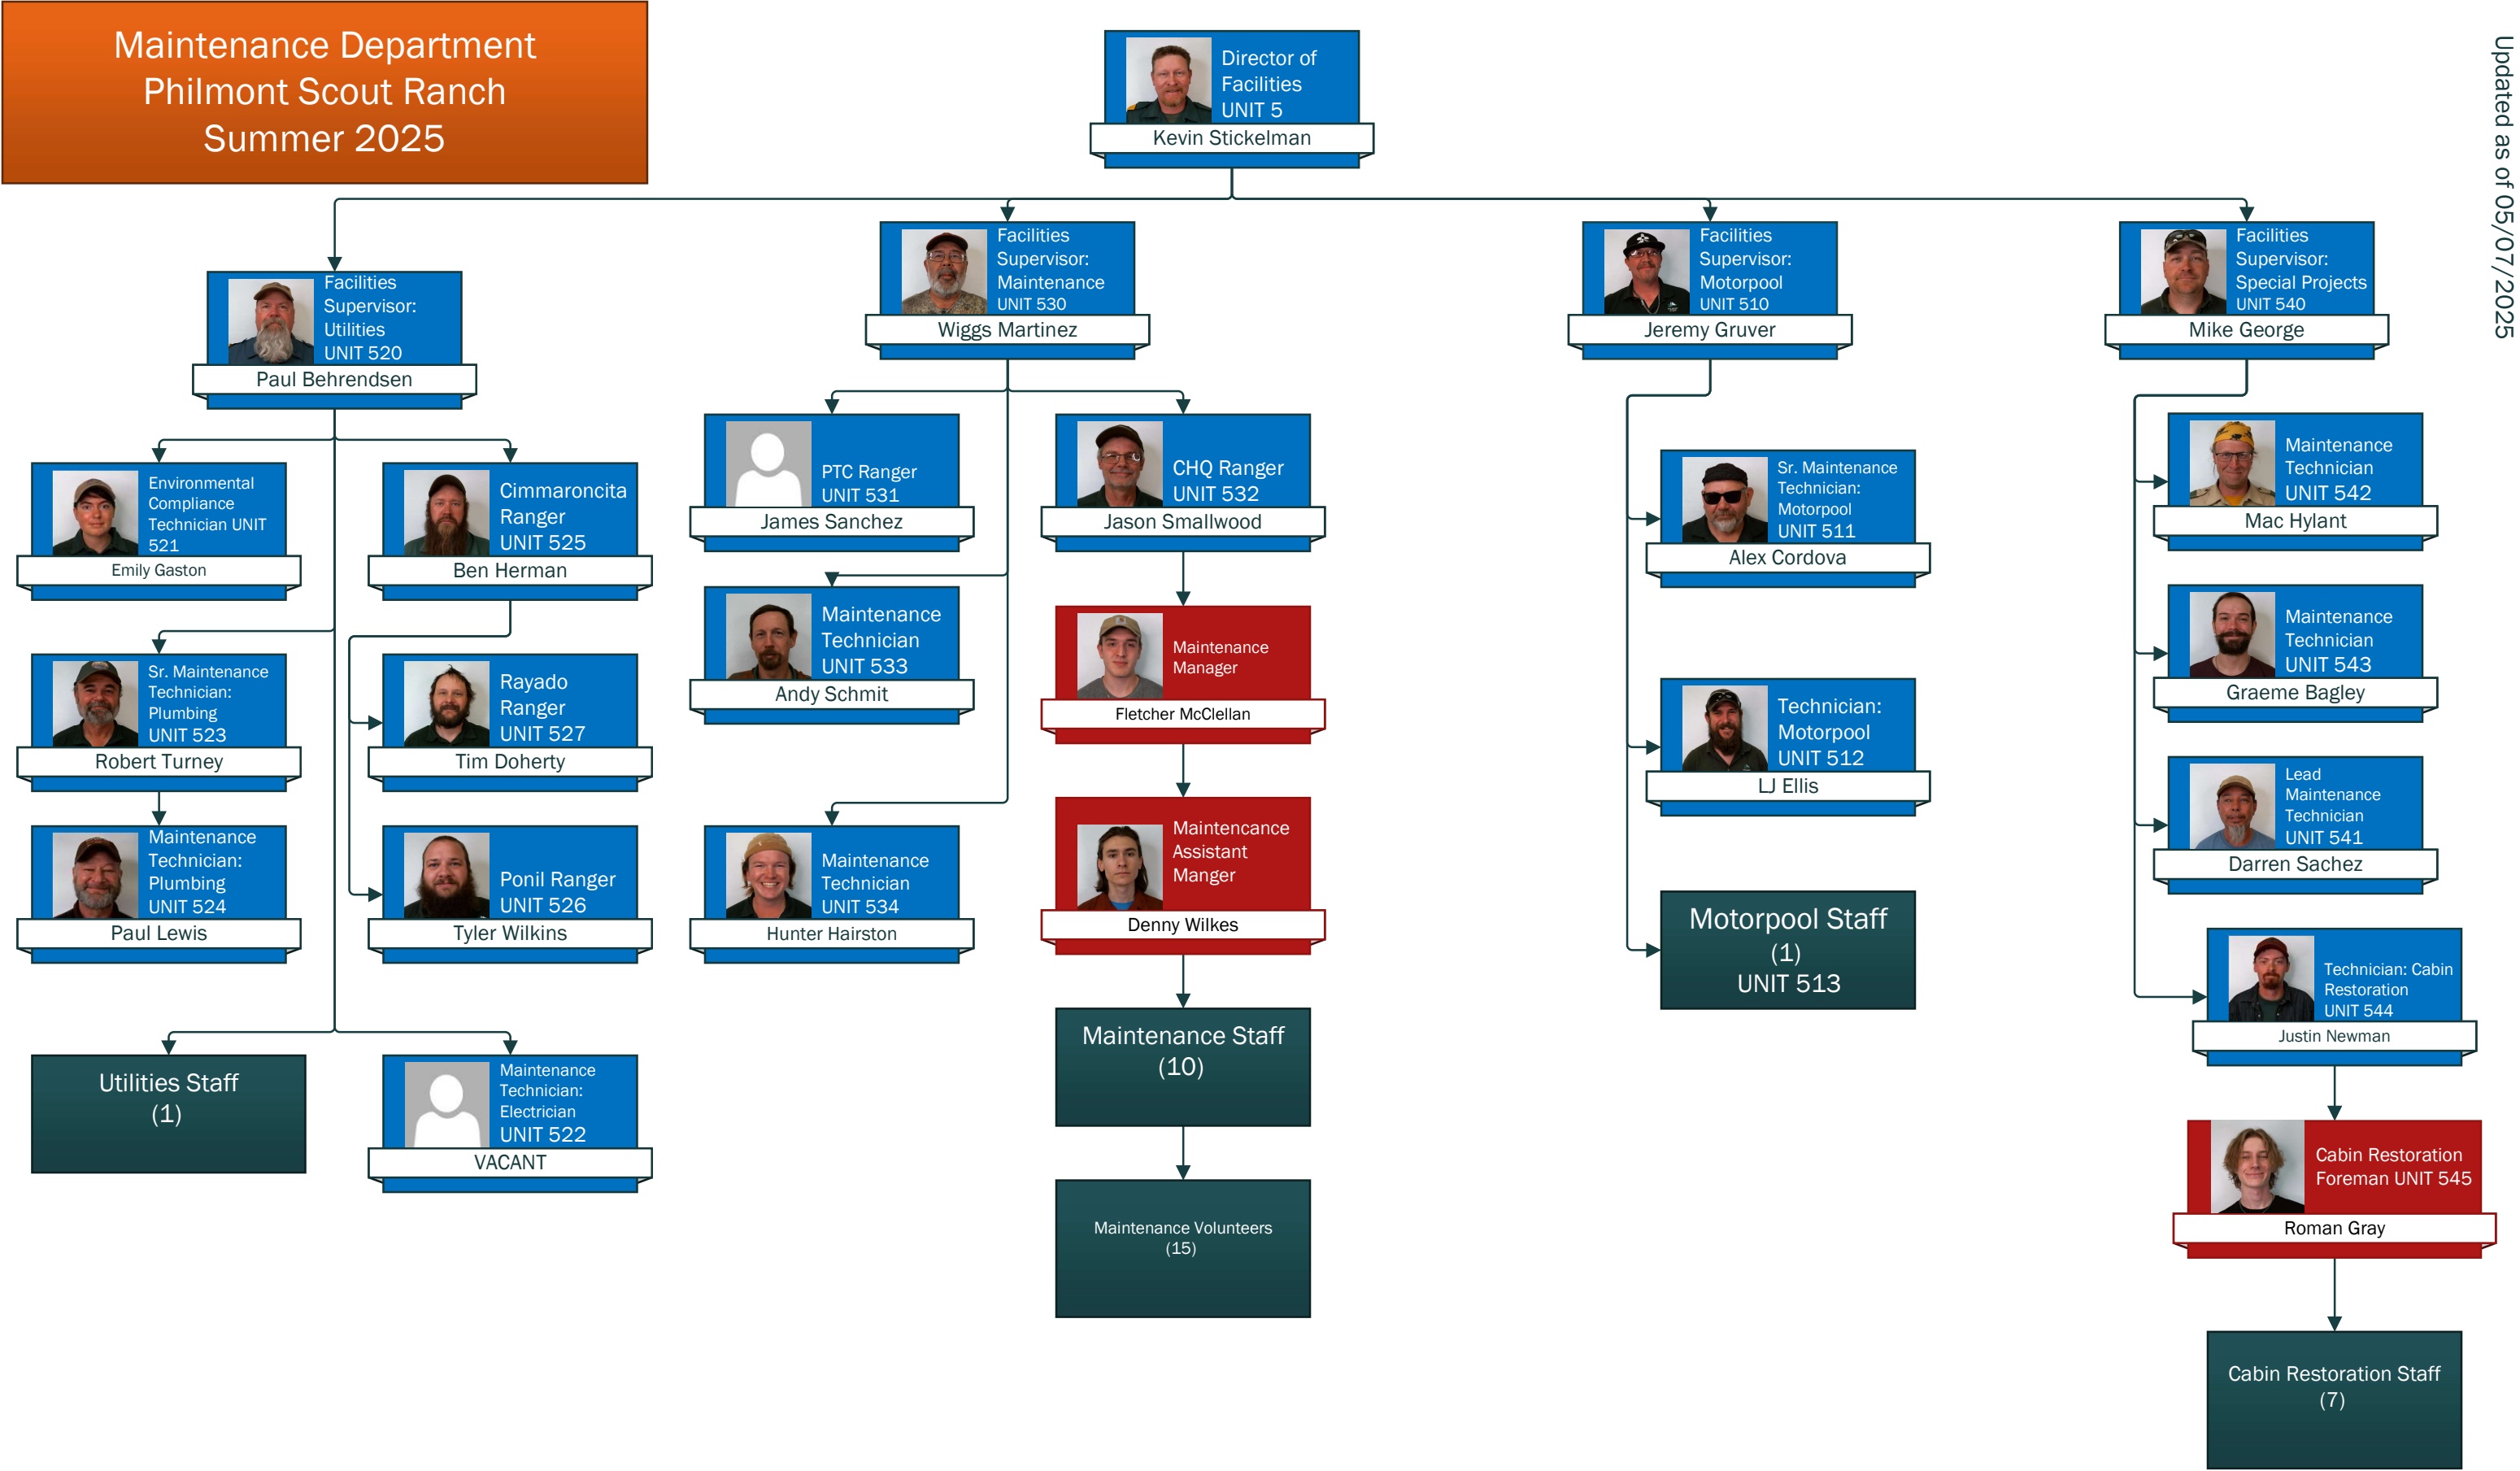 Maintenance Department
Philmont Scout Ranch
Summer 2025
Updated as of 05/07/2025
Director of
Facilities
UNIT 5
Kevin Stickelman
Facilities
Supervisor:
Utilities
UNIT 520
Paul Behrendsen
Environmental
Compliance
Technician UNIT
521
Emily Gaston
Cimmaroncita
Ranger
UNIT 525
Ben Herman
Sr. Maintenance
Technician:
Plumbing
UNIT 523
Robert Turney
Rayado
Ranger
UNIT 527
Tim Doherty
Maintenance
Technician:
Plumbing
UNIT 524
Paul Lewis
Ponil Ranger
UNIT 526
Tyler Wilkins
Utilities Staff
(1)
Maintenance
Technician:
Electrician
UNIT 522
VACANT
Facilities
Supervisor:
Maintenance
UNIT 530
Wiggs Martinez
PTC Ranger
UNIT 531
James Sanchez
CHQ Ranger
UNIT 532
Jason Smallwood
Maintenance
Technician
UNIT 533
Andy Schmit
Maintenance
Manager
Fletcher McClellan
Maintenance
Technician
UNIT 534
Hunter Hairston
Maintencance
Assistant
Manger
Denny Wilkes
Maintenance Staff
(10)
Maintenance Volunteers
(15)
Facilities
Supervisor:
Motorpool
UNIT 510
Jeremy Gruver
Sr. Maintenance
Technician:
Motorpool
UNIT 511
Alex Cordova
Technician:
Motorpool
UNIT 512
LJ Ellis
Motorpool Staff
(1)
UNIT 513
Facilities
Supervisor:
Special Projects
UNIT 540
Mike George
Maintenance
Technician
UNIT 542
Mac Hylant
Maintenance
Technician
UNIT 543
Graeme Bagley
Lead
Maintenance
Technician
UNIT 541
Darren Sachez
Technician: Cabin
Restoration
UNIT 544
Justin Newman
Cabin Restoration
Foreman UNIT 545
Roman Gray
Cabin Restoration Staff
(7)